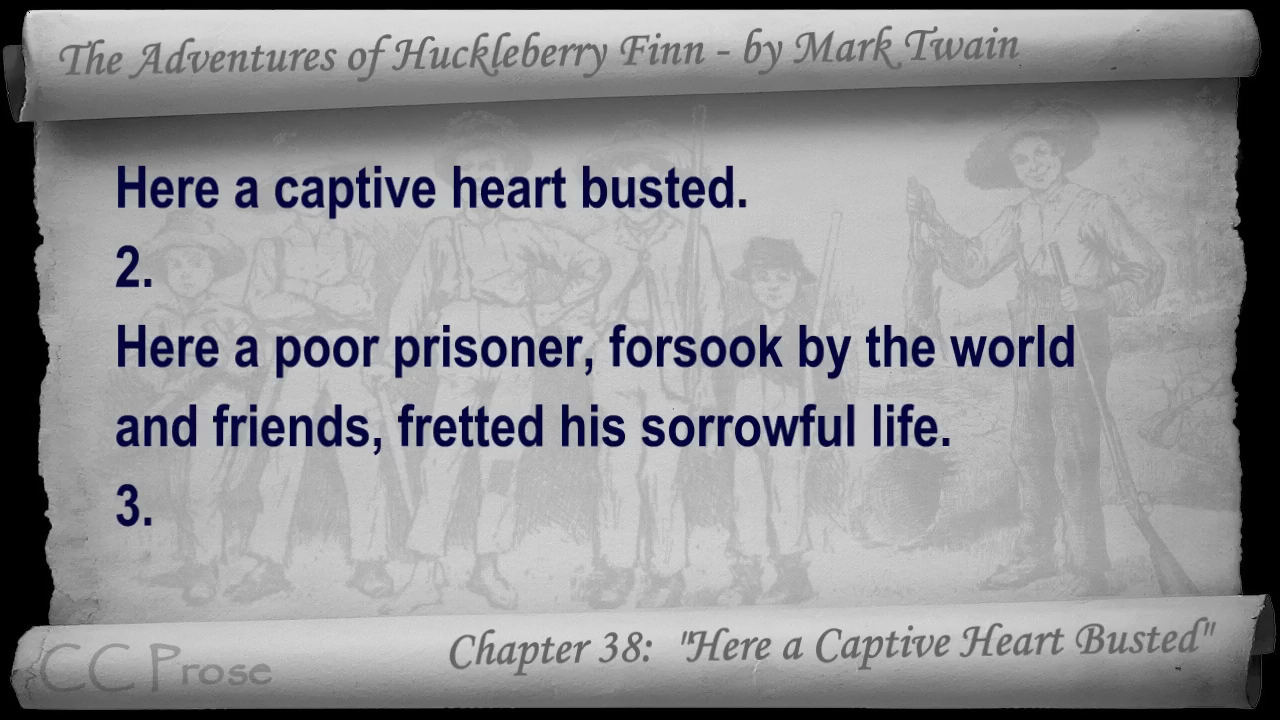 The Adventures of Huckleberry Finn - by Mark Twain
Here a captive heart busted.
2.
Here a poor prisoner, forsook by the world
and friends, fretted his sorrowful life.
3.
Chapter 38: "Here a Captive Heart Busted"
CC Prose